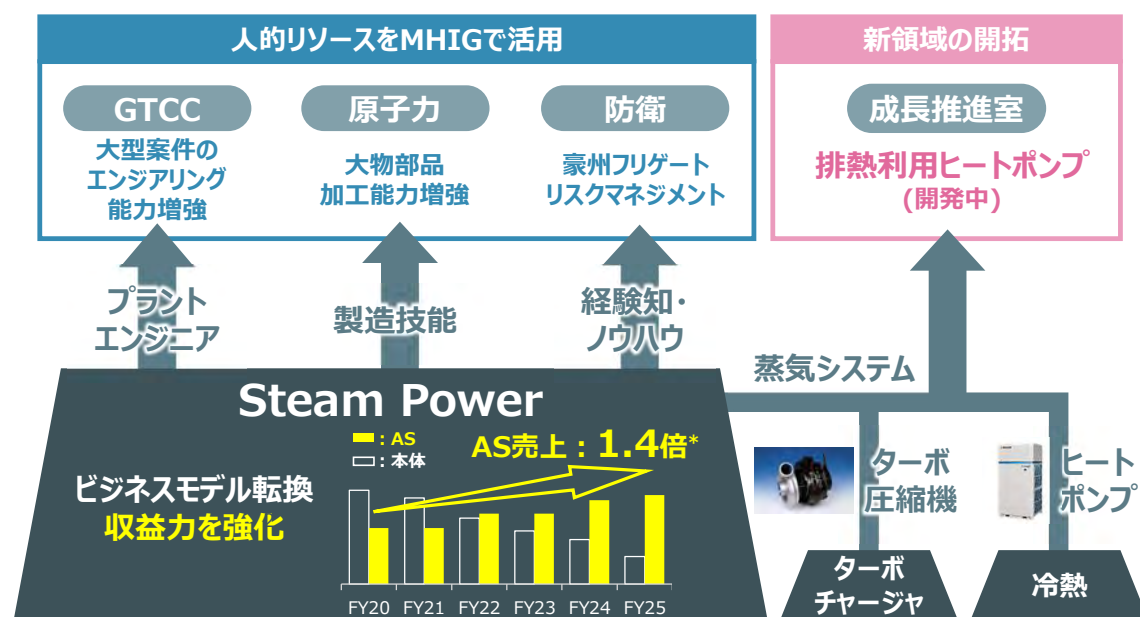 人的リソースをMHIGで活用
GTCC
大型案件の
エンジアリング
能力増強
原子力
大物部品
加工能力増強
防衛
豪州フリゲート
リスクマネジメント
新領域の開拓
成長推進室
排熱利用ヒートポンプ
(開発中)
プラント
エンジニア
製造技能
経験知・
ノウハウ
蒸気システム
Steam Power
ビジネスモデル転換
収益力を強化
：AS
：本体
AS売上：1.4倍*
FY20 FY21 FY22 FY23 FY24 FY25
ターボ
圧縮機
ヒート
ポンプ
ターボ
チャージャ
冷熱